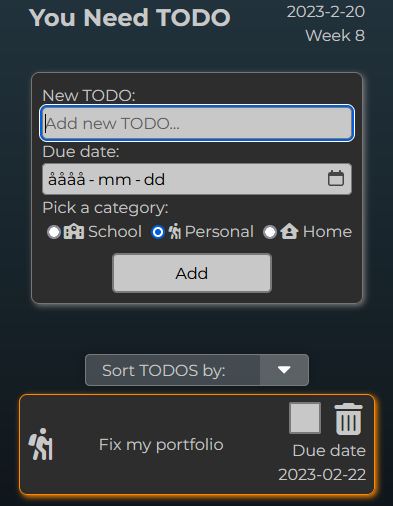 You Need TODO
2023-2-20
Week 8
New TODO:
Add new TODO...
Due date:
åååå-mm-dd
Pick a category:
School Personal Home
Add
Sort TODOS by:
Fix my portfolio
Due date
2023-02-22